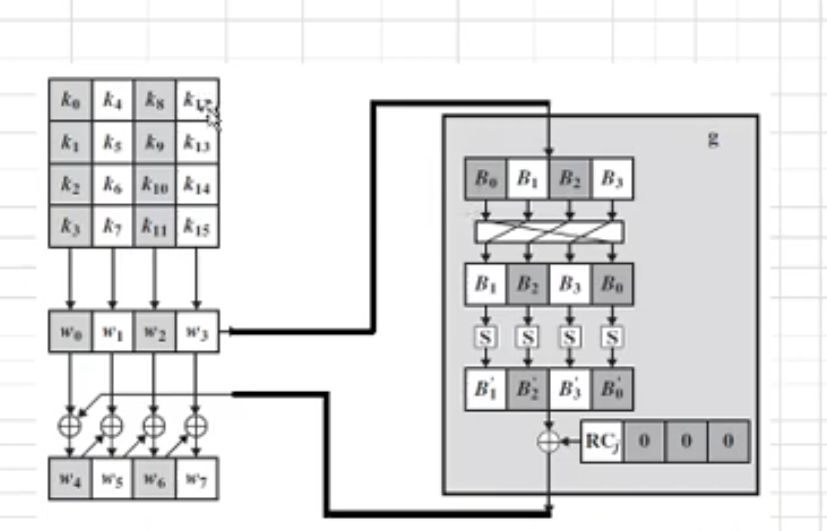 k0 k4 k8
k1 k5 k9 k13
k2 k6 k10 k14
k3 k7 k11 k15
w0 w1 w2 w3
w4 w5 w6 w7
g
B0 B1 B2 B3
B1 B2 B3 B0
S S S S
B'1 B'2 B'3 B'0
RCj 0 0 0